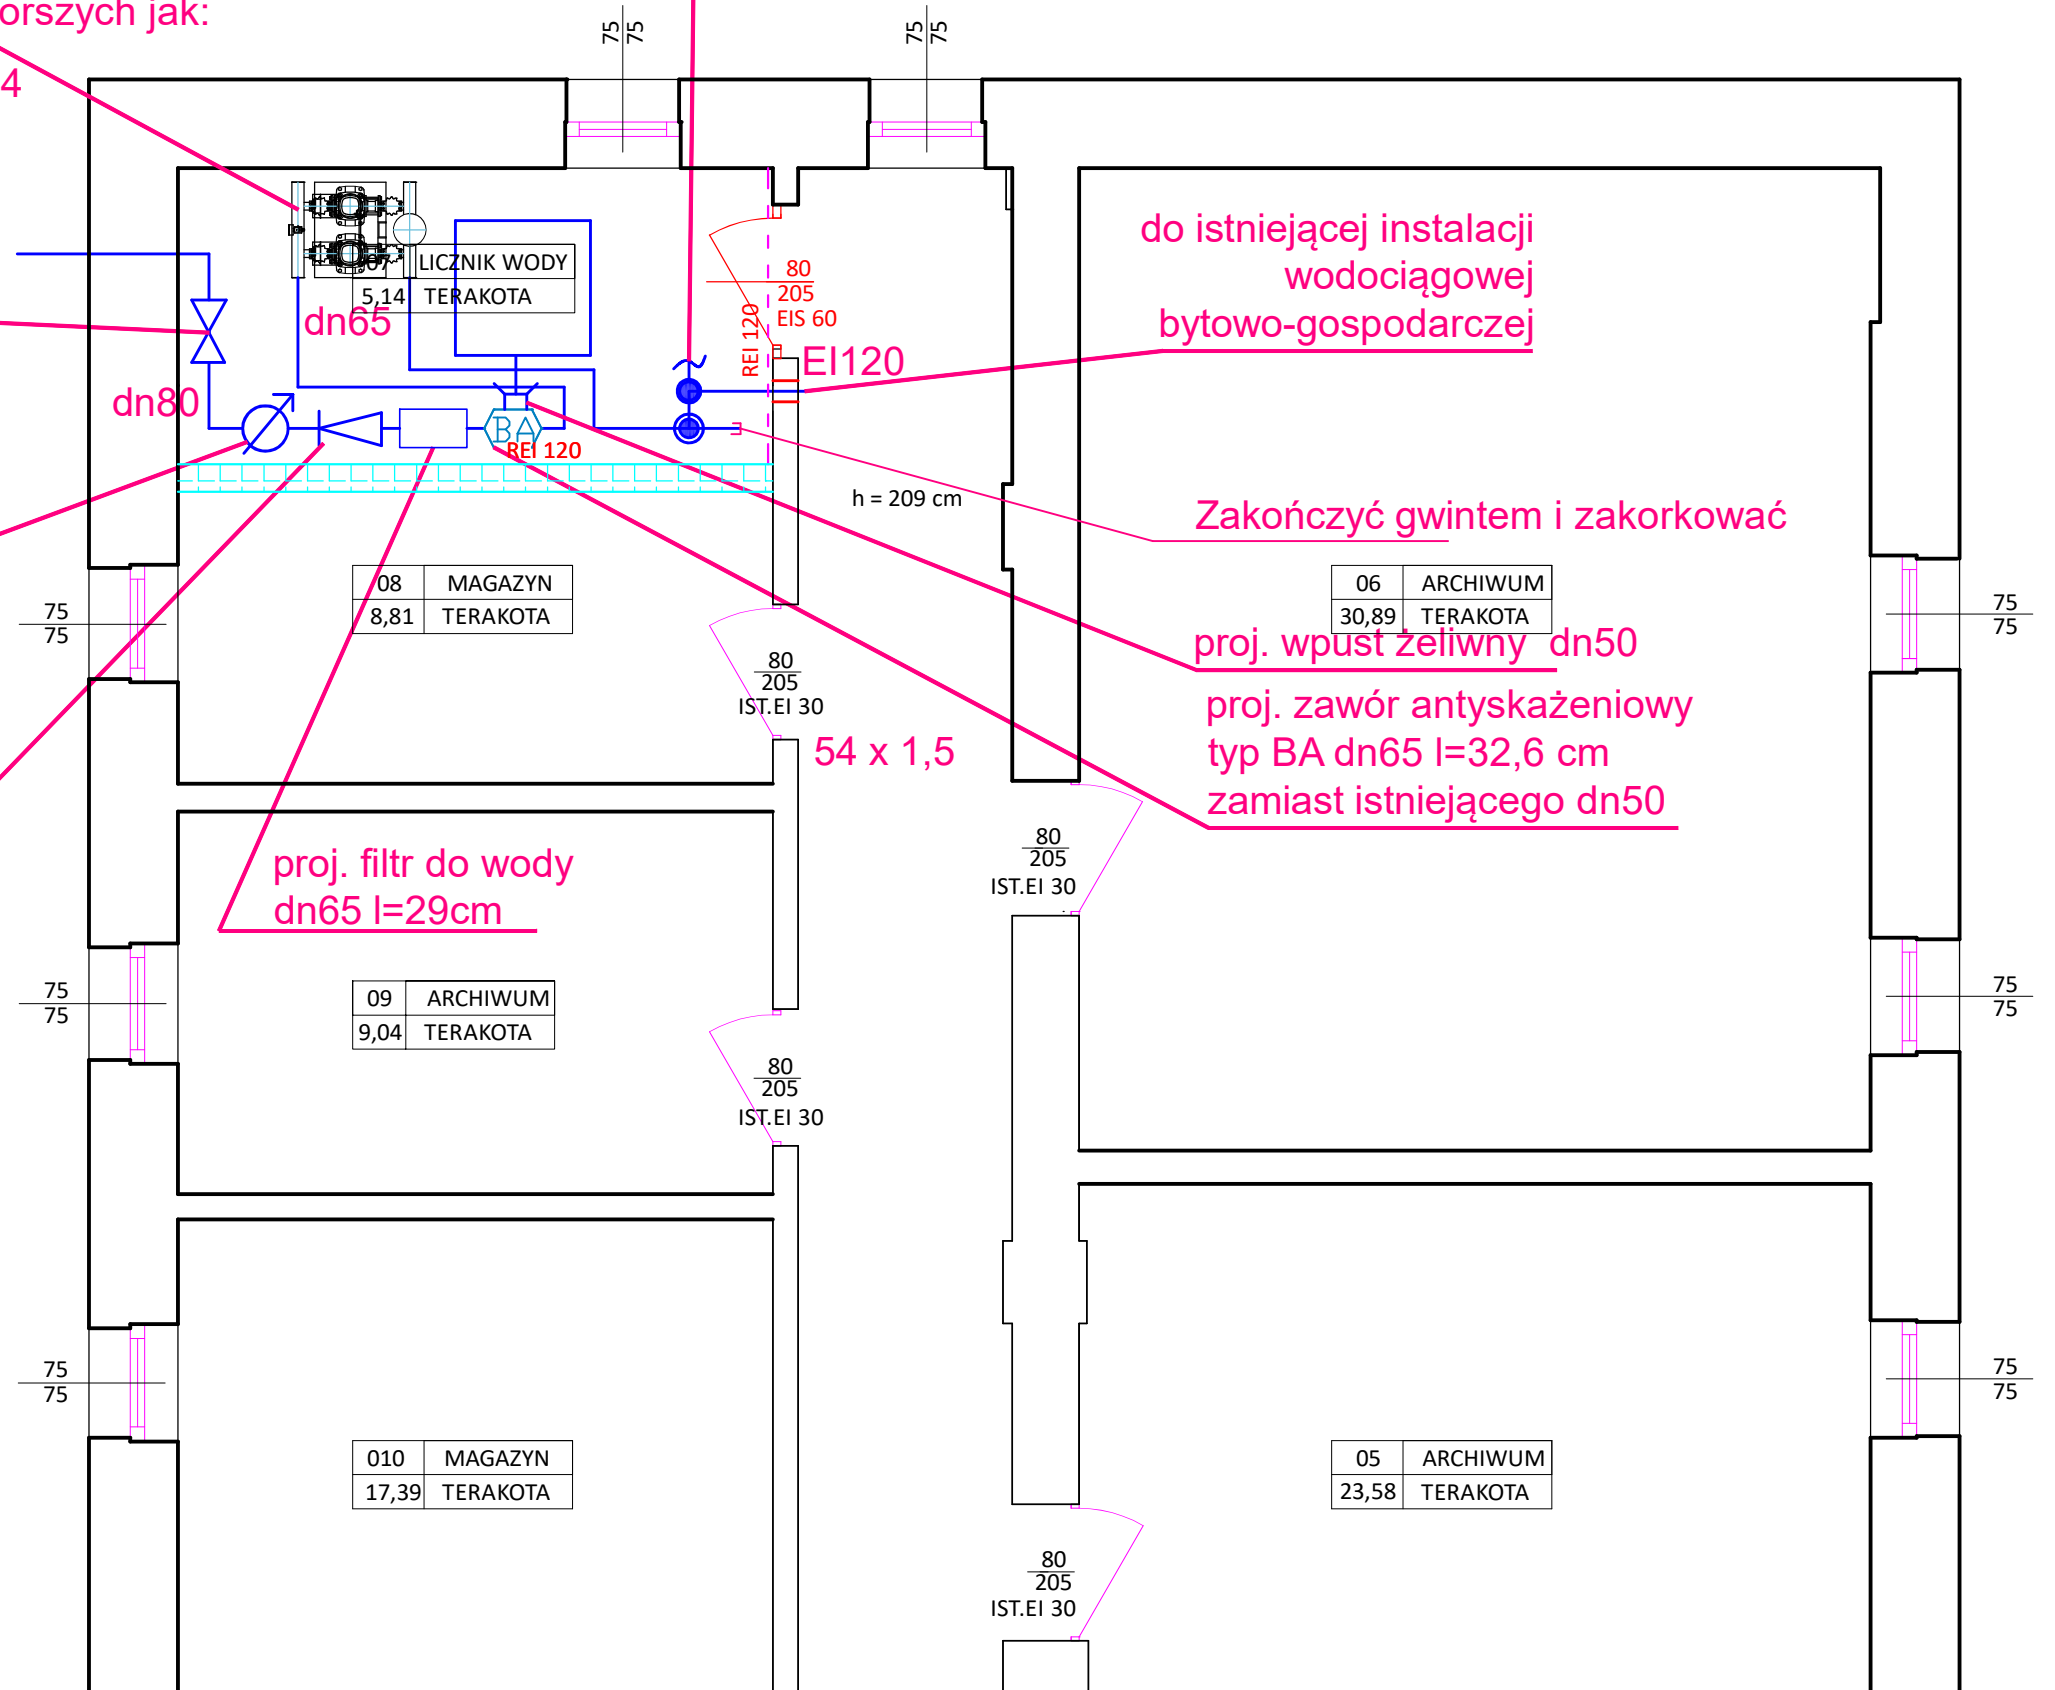 orszych jak:
4
75
75
75
75
do istniejącej instalacji
wodociągowej
bytowo-gospodarczej
07 LICZNIK WODY
5,14 TERAKOTA
dn65
80
205
EIS 60
REI 120
EI120
dn80
BA
REI 120
h = 209 cm
Zakończyć gwintem i zakorkować
08 MAGAZYN
8,81 TERAKOTA
06 ARCHIWUM
30,89 TERAKOTA
75
75
75
75
proj. wpust żeliwny dn50
80
205
IST.EI 30
54 x 1,5
proj. zawór antyskażeniowy
typ BA dn65 l=32,6 cm
zamiast istniejącego dn50
80
205
IST.EI 30
proj. filtr do wody
dn65 l=29cm
75
75
09 ARCHIWUM
9,04 TERAKOTA
75
75
80
205
IST.EI 30
75
75
75
75
010 MAGAZYN
17,39 TERAKOTA
05 ARCHIWUM
23,58 TERAKOTA
80
205
IST.EI 30